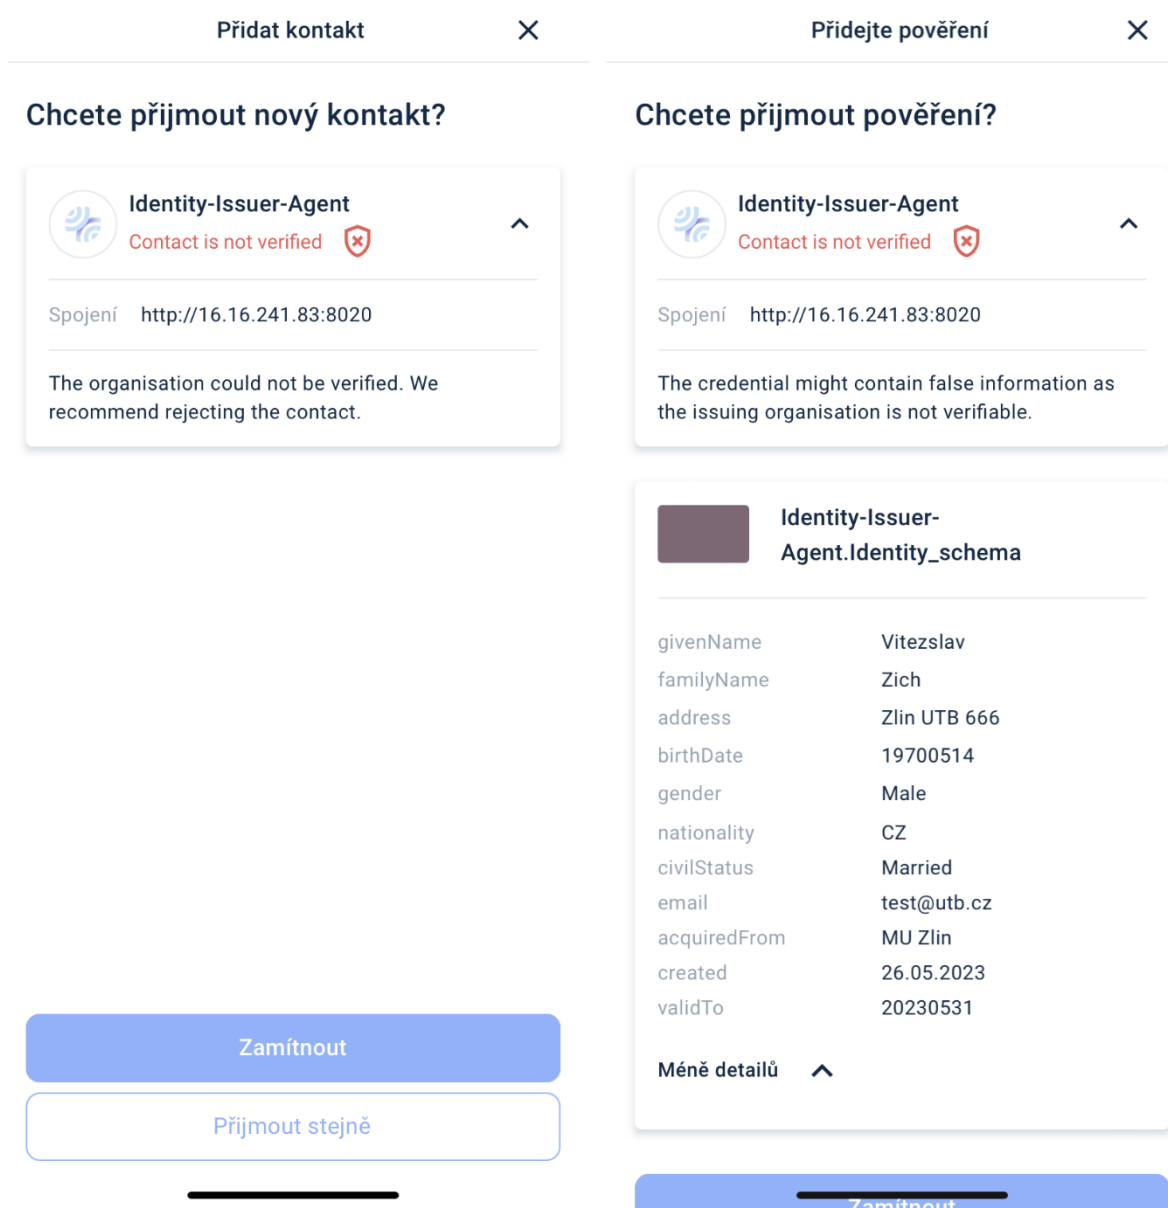 Přidat kontakt
Chcete přijmout nový kontakt?
Identity-Issuer-Agent
Contact is not verified
Spojení http://16.16.241.83:8020
The organisation could not be verified. We
recommend rejecting the contact.
Zamítnout
Přijmout stejně
Přidejte pověření
Chcete přijmout pověření?
Identity-Issuer-Agent
Contact is not verified
Spojení http://16.16.241.83:8020
The credential might contain false information as
the issuing organisation is not verifiable.
Identity-Issuer-
Agent.Identity_schema
givenName Vitezslav
familyName Zich
address Zlin UTB 666
birthDate 19700514
gender Male
nationality CZ
civilStatus Married
email test@utb.cz
acquiredFrom MU Zlin
created 26.05.2023
validTo 20230531
Méně detailů
Zamítnout